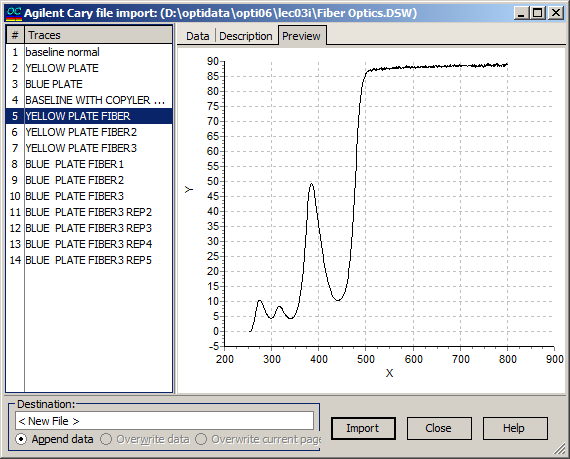 OC Agilent Cary file import: (D:\optidata\opti06\lec03i\Fiber Optics.DSW)
# Traces
1 baseline normal
2 YELLOW PLATE
3 BLUE PLATE
4 BASELINE WITH COPYLER ...
5 YELLOW PLATE FIBER
6 YELLOW PLATE FIBER2
7 YELLOW PLATE FIBER3
8 BLUE PLATE FIBER1
9 BLUE PLATE FIBER2
10 BLUE PLATE FIBER3
11 BLUE PLATE FIBER3 REP2
12 BLUE PLATE FIBER3 REP3
13 BLUE PLATE FIBER3 REP4
14 BLUE PLATE FIBER3 REP5
Data Description Preview
90
85
80
75
70
65
60
55
50
45
40
35
30
25
20
15
10
5
0
-5
Y
200 300 400 500 600 700 800 900
X
Destination:
< New File >
Append data Overwrite data Overwrite current page
Import Close Help